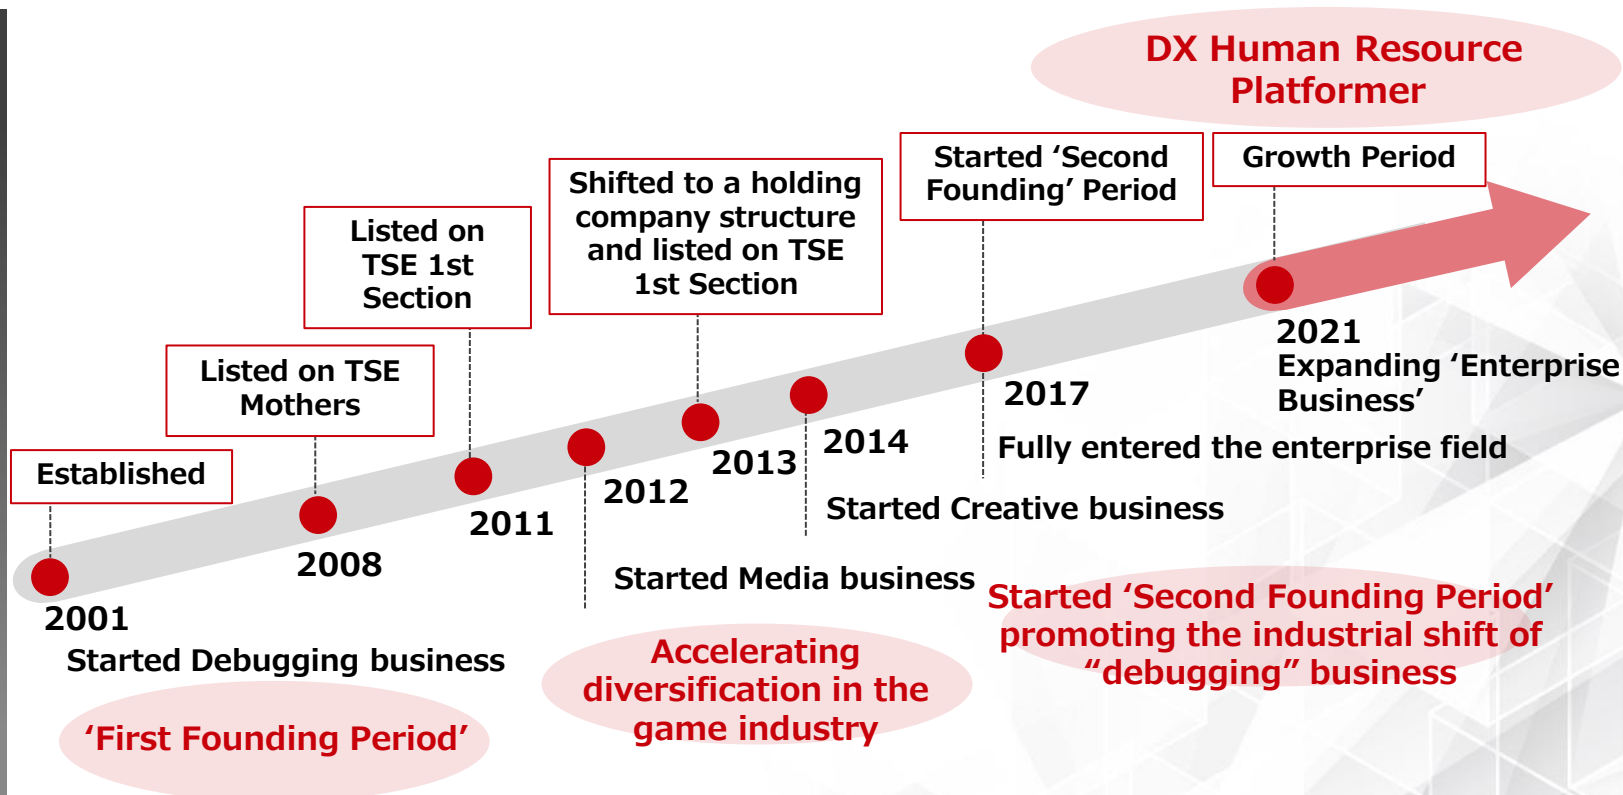 DX Human Resource
Platformer
Established
2001
Started Debugging business
‘First Founding Period’
Listed on TSE
Mothers
2008
Listed on
TSE 1st
Section
2011
2012
Started Media business
Accelerating
diversification in the
game industry
Shifted to a holding
company structure
and listed on TSE
1st Section
2013
2014
Started Creative business
Started ‘Second
Founding’ Period
2017
Fully entered the enterprise field
Started ‘Second Founding Period’
promoting the industrial shift of
“debugging” business
Growth Period
2021
Expanding ‘Enterprise
Business’